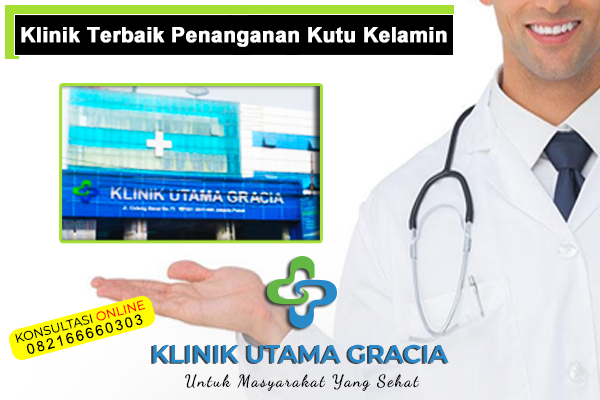 Klinik Terbaik Penanganan Kutu Kelamin
KLINIK UTAMA GRACIA
KONSULTASI ONLINE
082166660303
KLINIK UTAMA GRACIA
Untuk Masyarakat Yang Sehat